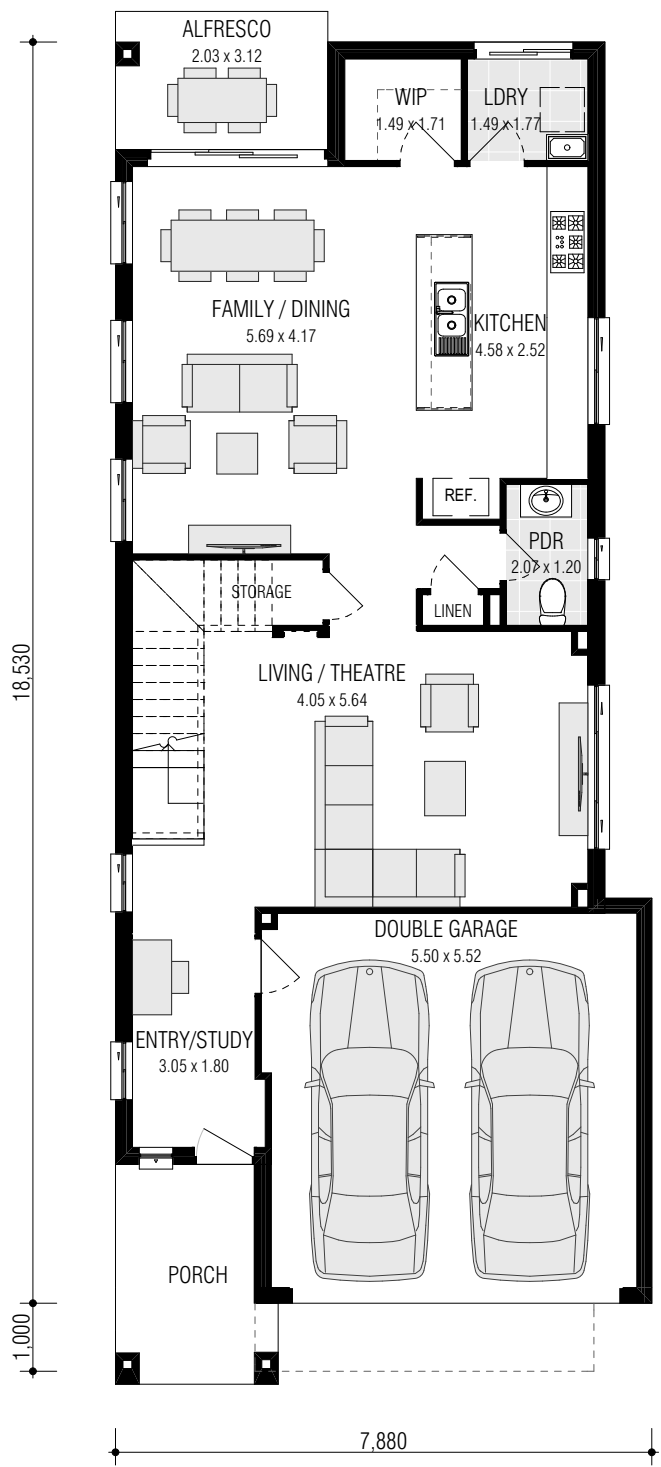 ALFRESCO
2.03 x 3.12
WIP
1.49 x 1.71
LDRY
1.49 x 1.77
FAMILY / DINING
5.69 x 4.17
KITCHEN
4.58 x 2.52
REF.
PDR
2.07 x 1.20
STORAGE
LINEN
LIVING / THEATRE
4.05 x 5.64
18,530
DOUBLE GARAGE
5.50 x 5.52
ENTRY/STUDY
3.05 x 1.80
PORCH
1,000
7,880